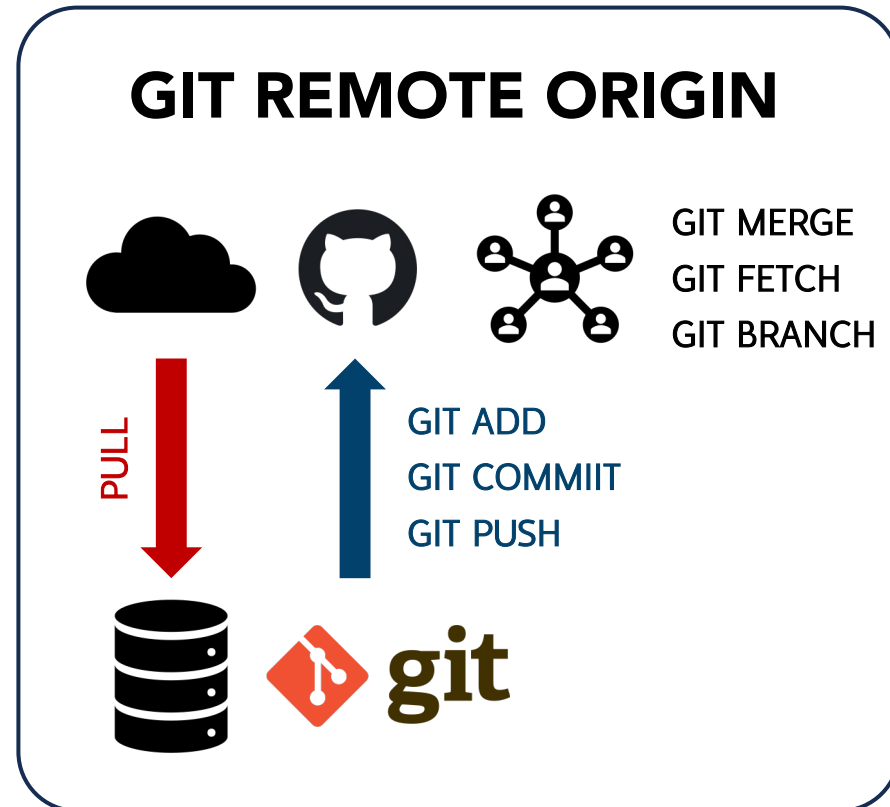 GIT REMOTE ORIGIN
GIT MERGE
GIT FETCH
GIT BRANCH
PULL
GIT ADD
GIT COMMIIT
GIT PUSH
git